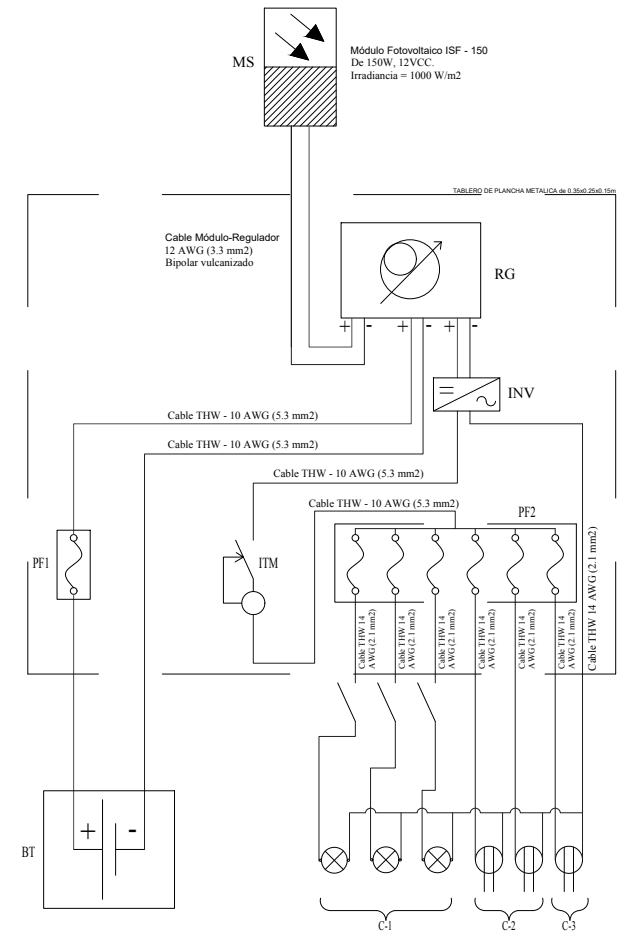 MS
Módulo Fotovoltaico ISF - 150
De 150W, 12VCC.
Irradiancia = 1000 W/m2
TABLERO DE PLANCHA METALICA de 0.35x0.25x0.15m
Cable Módulo-Regulador
12 AWG (3.3 mm2)
Bipolar vulcanizado
RG
+ - + - + -
INV
Cable THW - 10 AWG (5.3 mm2)
Cable THW - 10 AWG (5.3 mm2)
Cable THW - 10 AWG (5.3 mm2)
Cable THW - 10 AWG (5.3 mm2)
PF2
PF1
ITM
Cable THW 14
AWG (2.1 mm2)
Cable THW 14
AWG (2.1 mm2)
Cable THW 14
AWG (2.1 mm2)
Cable THW 14
AWG (2.1 mm2)
Cable THW 14
AWG (2.1 mm2)
Cable THW 14
AWG (2.1 mm2)
Cable THW 14 AWG (2.1 mm2)
BT
+ -
C-1
C-2
C-3